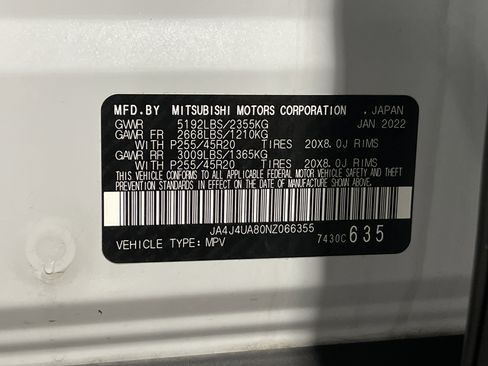 MFD.BY MITSUBISHI MOTORS CORPORATION . JAPAN
GVWR 5192LBS/2355KG JAN 2022
GAWR FR 2668LBS/1210KG
WITH P255/45R20 TIRES 20X8.0J RIMS
GAWR RR 3009LBS/1365KG
WITH P255/45R20 TIRES 20X8.0J RIMS
THIS VEHICLE CONFORMS TO ALL APPLICABLE FEDERAL MOTOR VEHICLE SAFETY AND THEFT
PREVENTION STANDARDS IN EFFECT ON THE DATE OF MANUFACTURE SHOWN ABOVE.
JA4J4UA80NZ066355
VEHICLE TYPE: MPV 7430C 635